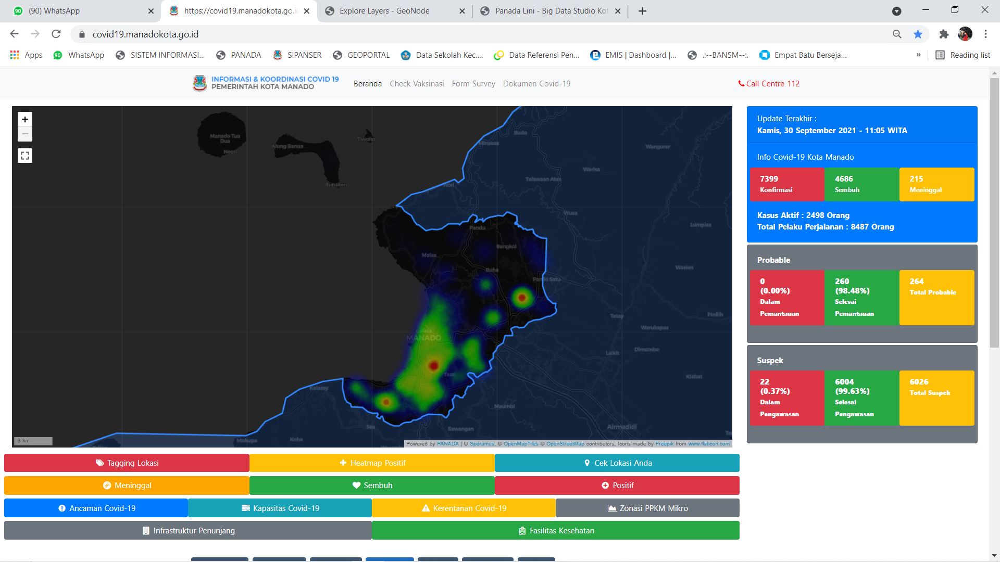 (90) WhatsApp
https://covid19.manadokota.go.i
Explore Layers - GeoNode
Panada Lini - Big Data Studio Kot
covid19.manadokota.go.id
Apps
90
WhatsApp
SISTEM INFORMASI...
PANADA
SIPANSER
GEOPORTAL
Data Sekolah Kec....
Data Referensi Pen...
EMIS | Dashboard |...
.:--BANSM--:.
Empat Batu Berseja...
»
Reading list
INFORMASI & KOORDINASI COVID 19
PEMERINTAH KOTA MANADO
Beranda
Check Vaksinasi
Form Survey
Dokumen Covid-19
Call Centre 112
+
−
Manado Tua
Dua
Negri
Alung Banua
Tiwoho
Bunaken
Budo
Minaesa
Wangurer
Warisa
Talawaan Atas
Wori
Wusa
Lumpias
Pandu
Bengkol
Molas
Buha
Wasian
Paniki Satu
Tetey
Pinilih
Warukapas
MANADO
Dimembe
Laikit
Taas
Klabat
Kalasey
Maumbi
Sea
Sawangan
Airmadidi
Mokupa
Koha
3 km
Powered by PANADA | © Speramus, © OpenMapTiles © OpenStreetMap contributors, Icons made by Freepik from www.flaticon.com
Update Terakhir :
Kamis, 30 September 2021 - 11:05 WITA
Info Covid-19 Kota Manado
7399
Konfirmasi
4686
Sembuh
215
Meninggal
Kasus Aktif : 2498 Orang
Total Pelaku Perjalanan : 8487 Orang
Probable
0
(0.00%)
Dalam
Pemantauan
260
(98.48%)
Selesai
Pemantauan
264
Total Probable
Suspek
22
(0.37%)
Dalam
Pengawasan
6004
(99.63%)
Selesai
Pengawasan
6026
Total Suspek
Tagging Lokasi
Heatmap Positif
Cek Lokasi Anda
Meninggal
Sembuh
Positif
Ancaman Covid-19
Kapasitas Covid-19
Kerentanan Covid-19
Zonasi PPKM Mikro
Infrastruktur Penunjang
Fasilitas Kesehatan